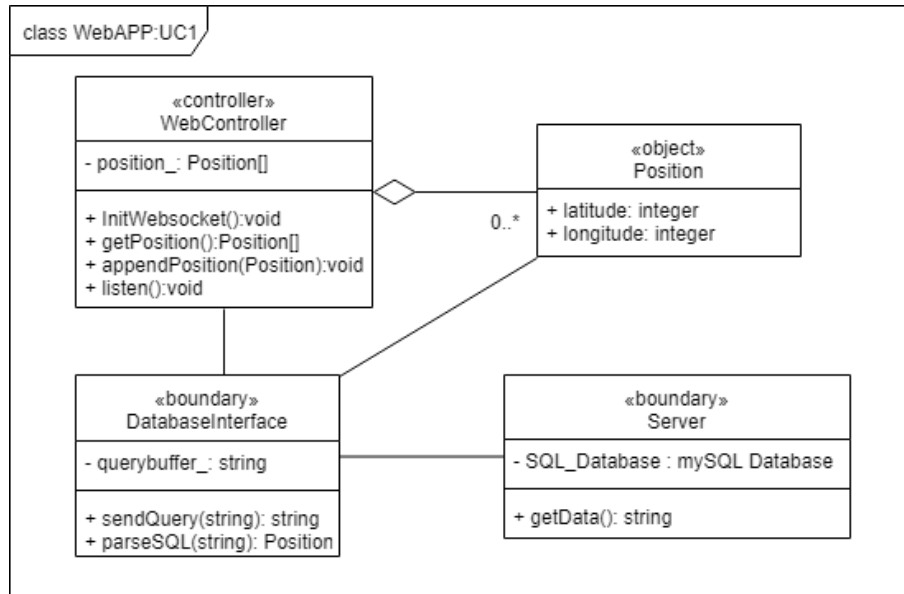 class WebAPP:UC1
«controller»
WebController
- position_: Position[]
+ InitWebsocket():void
+ getPosition():Position[]
+ appendPosition(Position):void
+ listen():void
«object»
Position
+ latitude: integer
+ longitude: integer
0..*
«boundary»
DatabaseInterface
- querybuffer_: string
+ sendQuery(string): string
+ parseSQL(string): Position
«boundary»
Server
- SQL_Database : mySQL Database
+ getData(): string